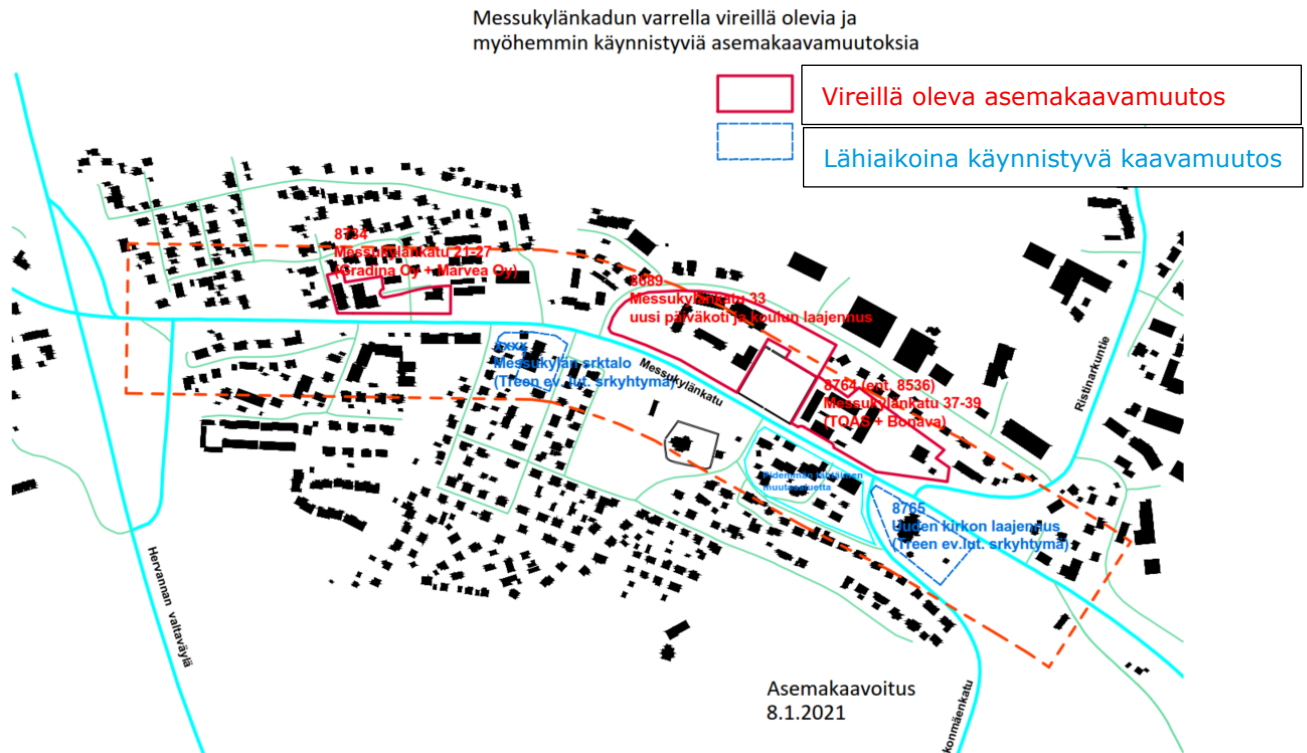 Messukylänkadun varrella vireillä olevia ja
myöhemmin käynnistyviä asemakaavamuutoksia
Vireillä oleva asemakaavamuutos
Lähiaikoina käynnistyvä kaavamuutos
8734
Messukylänkatu 21-27
(Gradina Oy + Marvea Oy)
8689
Messukylänkatu 33
uusi päiväkoti ja koulun laajennus
xxxx
Messukylän srktalo
(Treen ev. lut. srkyhtymä)
Messukylänkatu
8764 (ent. 8536)
Messukylänkatu 37-39
(TOAS + Bonava)
Ristinarkuntie
muutosaluetta
8765
Uuden kirkon laajennus
(Treen ev.lut. srkyhtymä)
Hervannan valtaväylä
Asemakaavoitus
8.1.2021
konmäenkatu